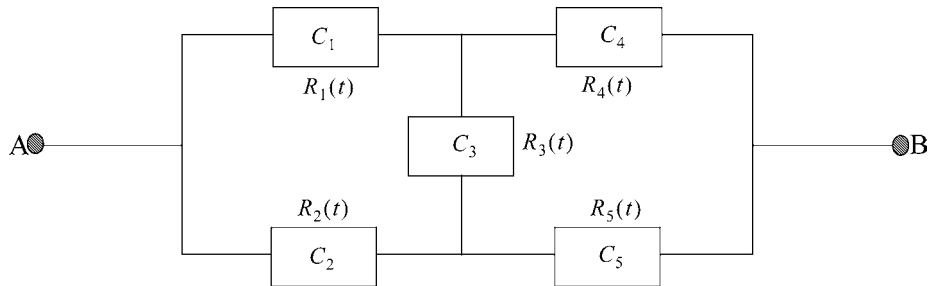 C₁
C₄
R₁(t)
R₄(t)
A
C₃
R₃(t)
B
R₂(t)
R₅(t)
C₂
C₅